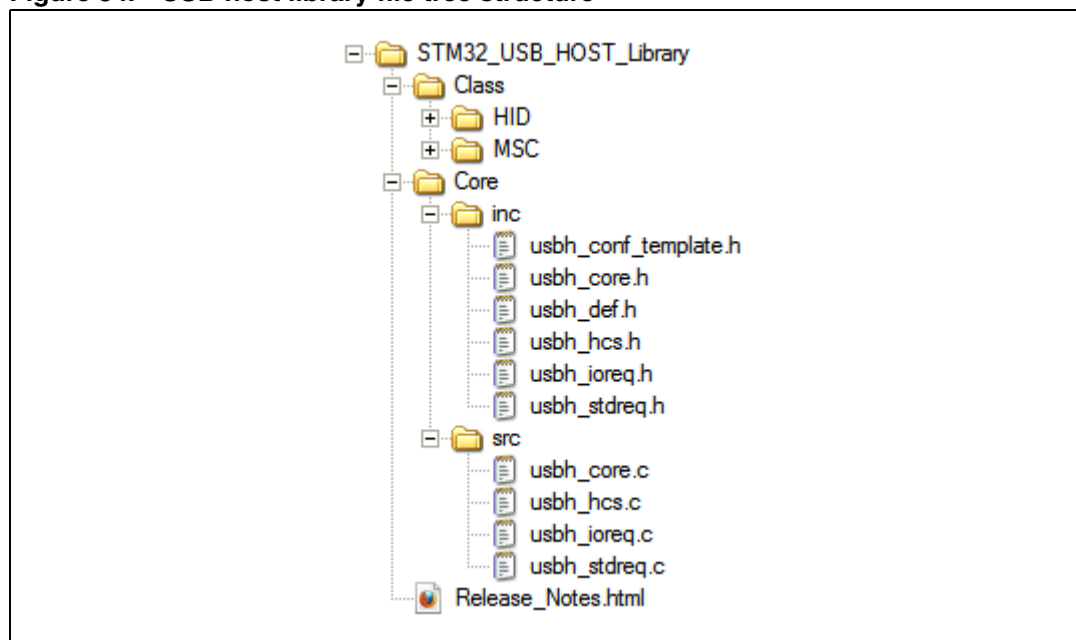 STM32_USB_HOST_Library
Class
HID
MSC
Core
inc
usbh_conf_template.h
usbh_core.h
usbh_def.h
usbh_hcs.h
usbh_ioreq.h
usbh_stdreq.h
src
usbh_core.c
usbh_hcs.c
usbh_ioreq.c
usbh_stdreq.c
Release_Notes.html